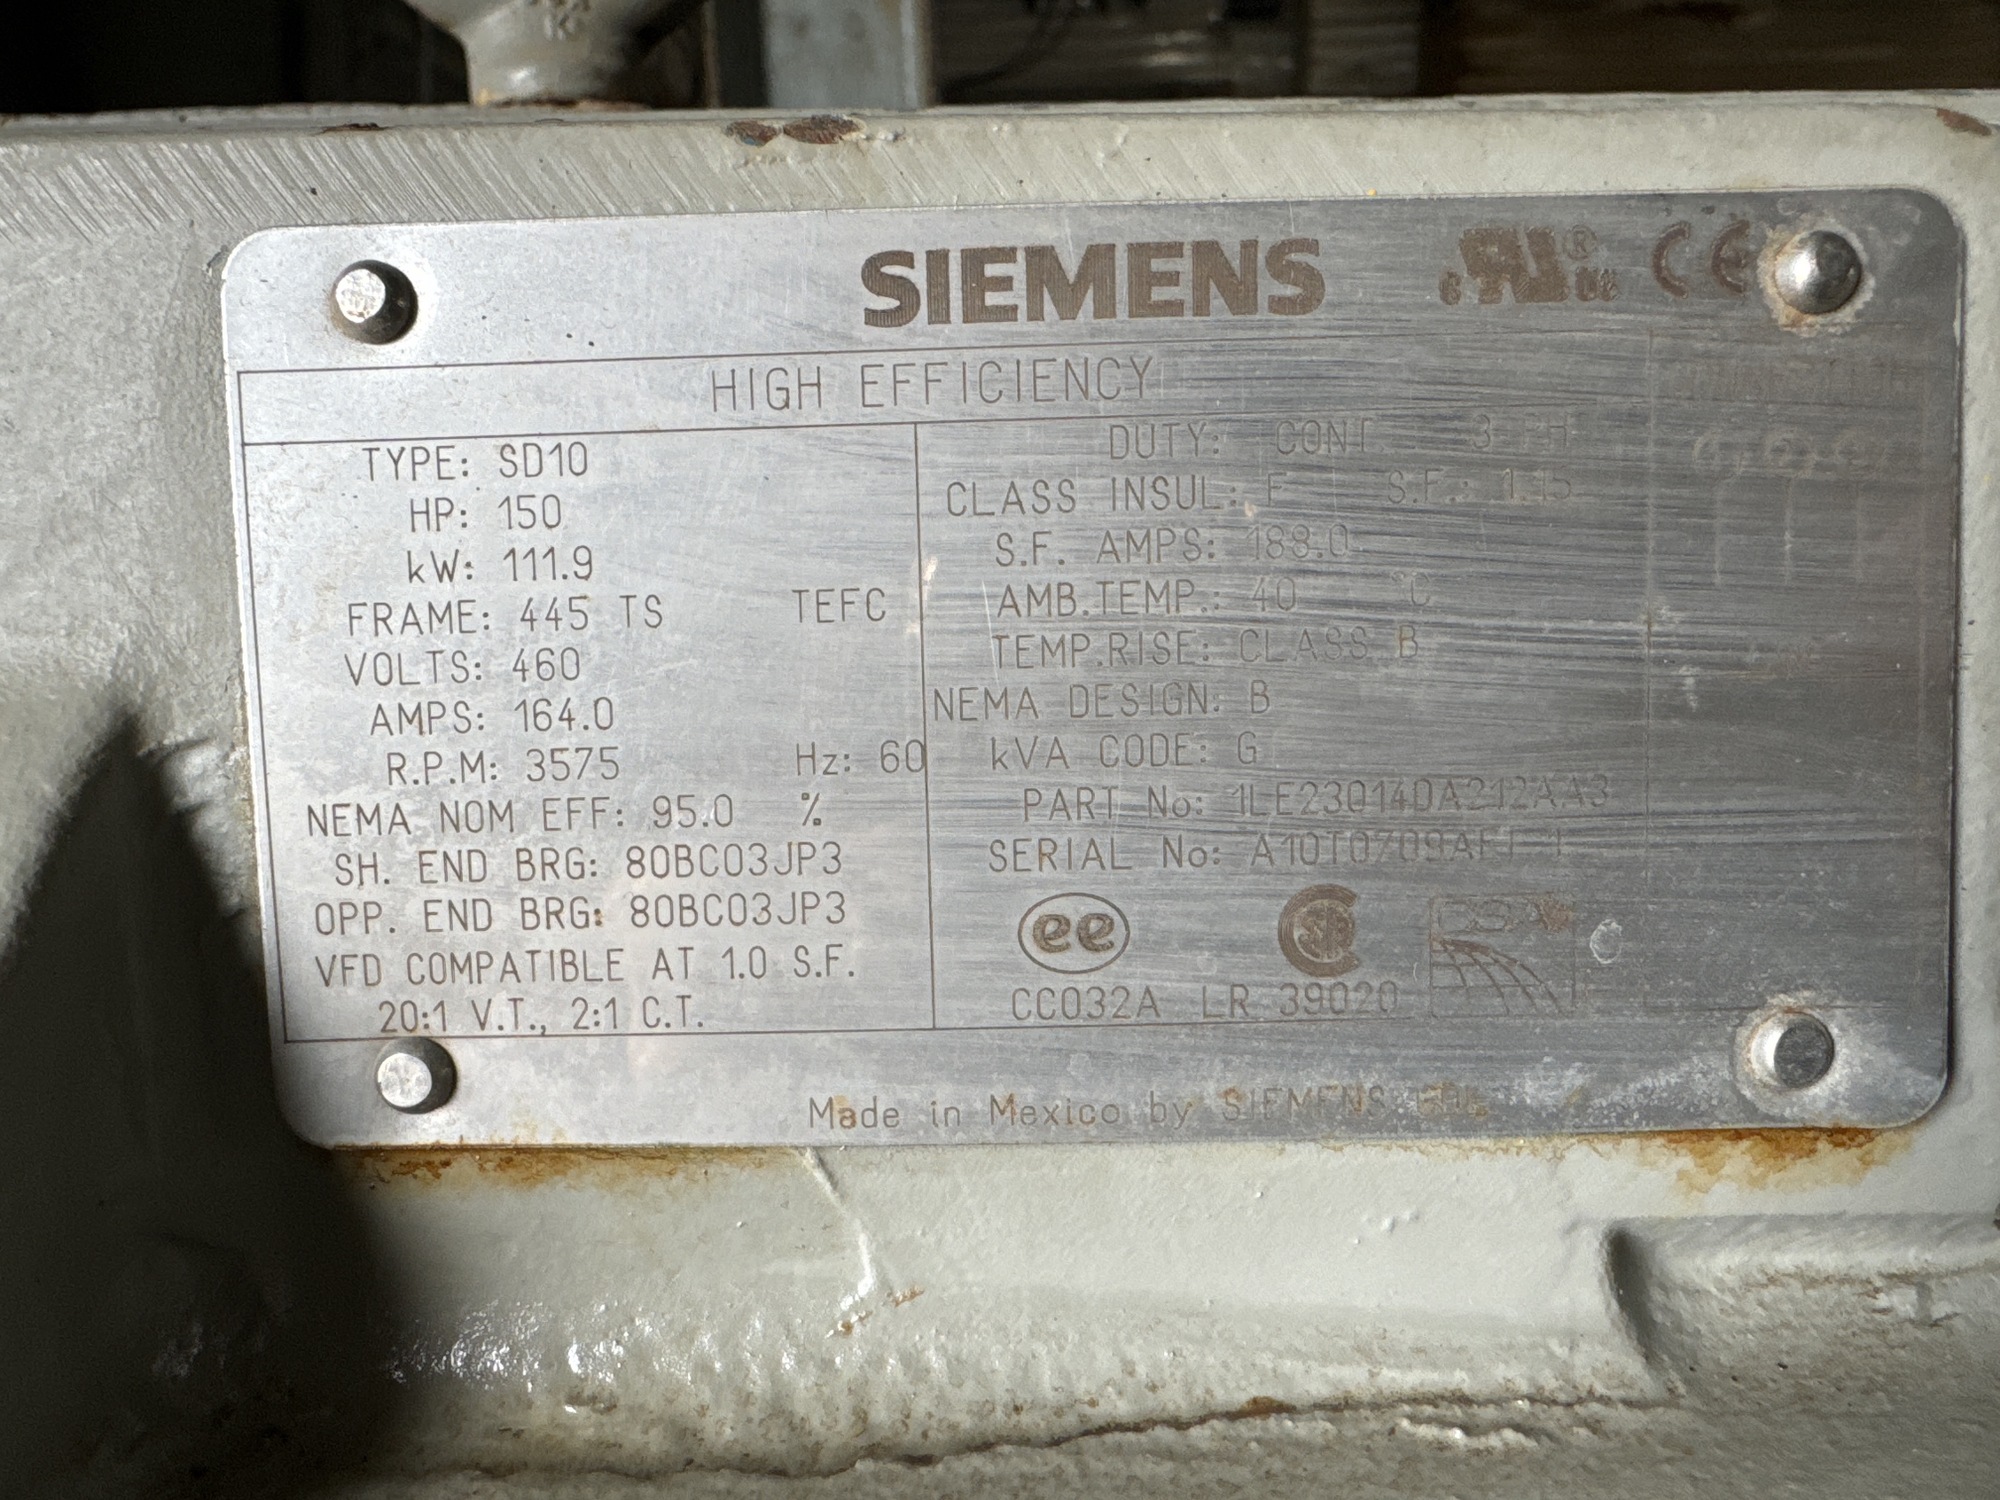 SIEMENS
HIGH EFFICIENCY
TYPE: SD10
HP: 150
kW: 111.9
FRAME: 445 TS TEFC
VOLTS: 460
AMPS: 164.0
R.P.M: 3575 Hz: 60
NEMA NOM EFF: 95.0 %
SH. END BRG: 80BC03JP3
OPP. END BRG: 80BC03JP3
VFD COMPATIBLE AT 1.0 S.F.
20:1 V.T., 2:1 C.T.
DUTY: CONT 3 PH
CLASS INSUL: F S.F.: 1.15
S.F. AMPS: 188.0
AMB.TEMP.: 40 °C
TEMP.RISE: CLASS B
NEMA DESIGN: B
kVA CODE: G
PART No: 1LE23014DA212AA3
SERIAL No:
ee
CC032A LR 39020
Made in Mexico by SIEMENS